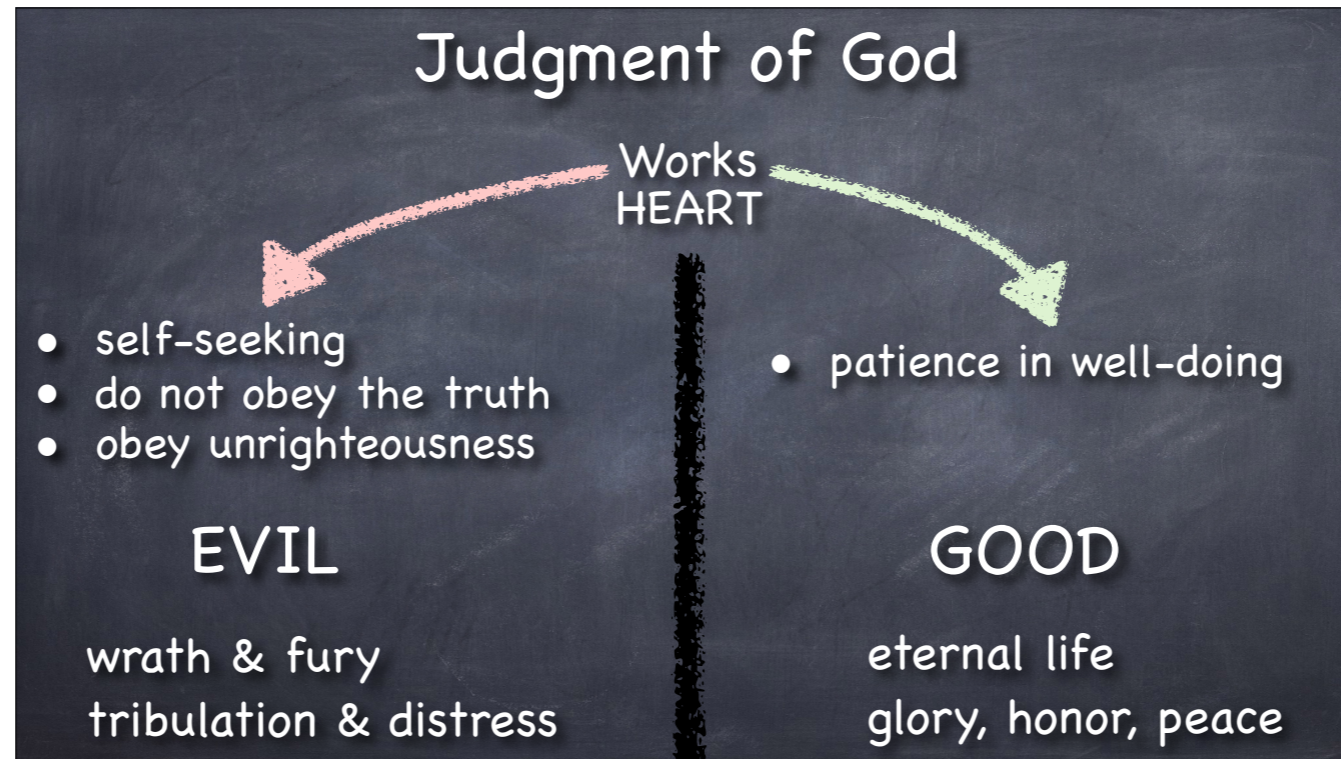 Judgment of God
Works
HEART
• self-seeking
• do not obey the truth
• obey unrighteousness
EVIL
wrath & fury
tribulation & distress
• patience in well-doing
GOOD
eternal life
glory, honor, peace